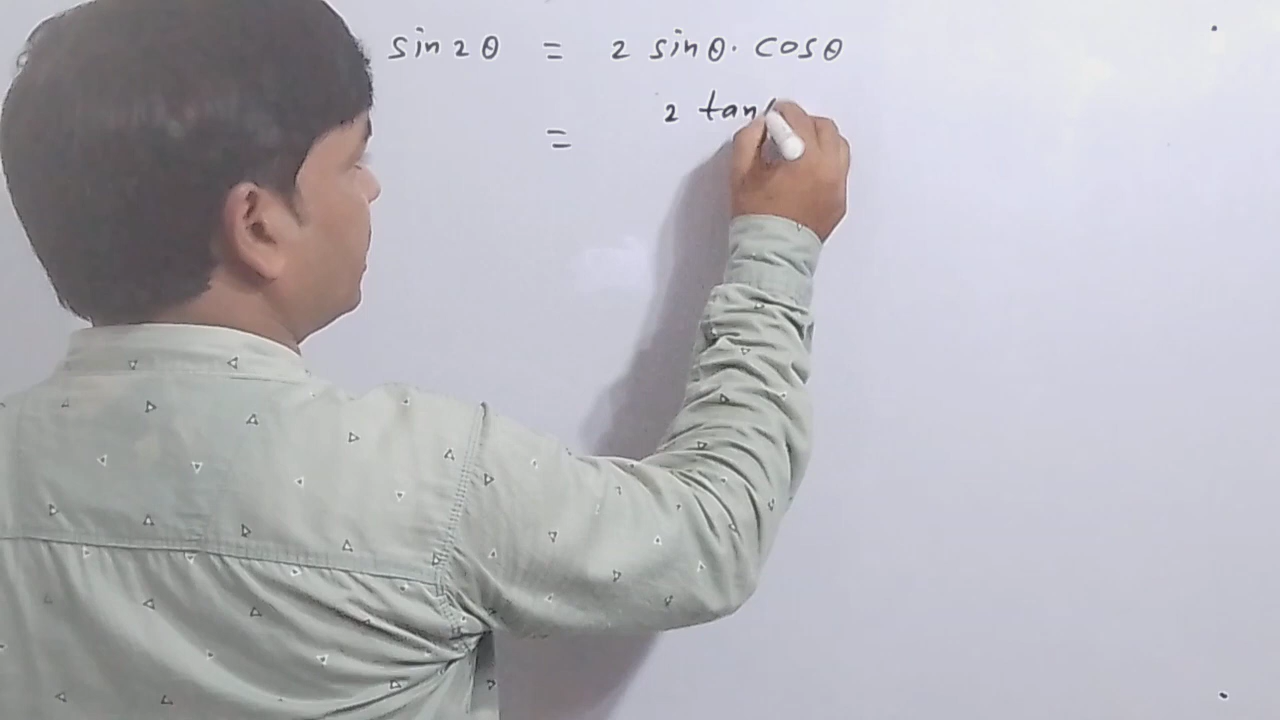 sin 2θ = 2 sinθ. cosθ
= 2 tan